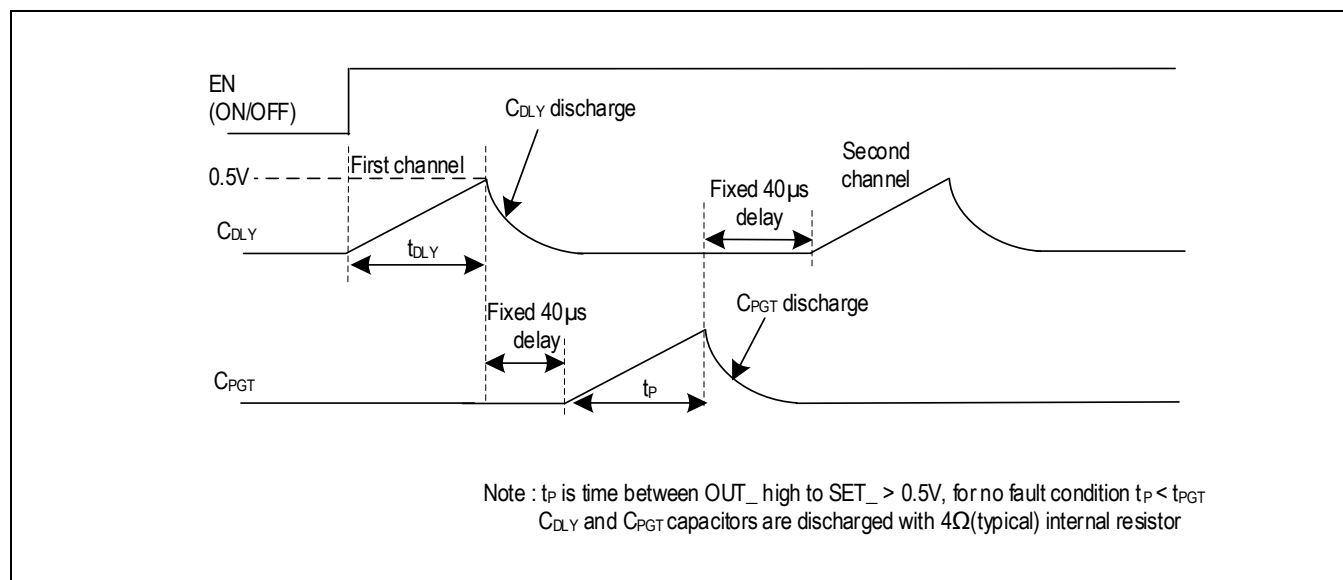 EN
(ON/OFF)
CDLY discharge
0.5V
First channel
Second
channel
Fixed 40µs
delay
CDLY
tDLY
Fixed 40µs
delay
CPGT discharge
CPGT
tP
Note : tP is time between OUT_ high to SET_ > 0.5V, for no fault condition tP < tPGT
CDLY and CPGT capacitors are discharged with 4Ω(typical) internal resistor